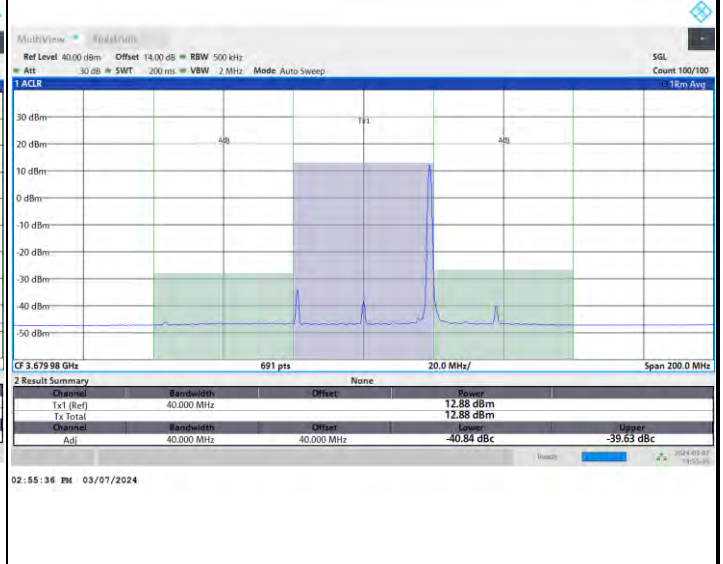 MultiView Spectrum
Ref Level 40.00 dBm Offset 14.00 dB RBW 500 kHz SGL
Att 30 dB SWT 200 ms VBW 2 MHz Mode Auto Sweep Count 100/100
1 ACLR 1Rm Avg
Tx1
Adj Adj
30 dBm
20 dBm
10 dBm
0 dBm
-10 dBm
-20 dBm
-30 dBm
-40 dBm
-50 dBm
CF 3.679 98 GHz 691 pts 20.0 MHz/ Span 200.0 MHz
2 Result Summary None
Channel Bandwidth Offset Power
Tx1 (Ref) 40.000 MHz 12.88 dBm
Tx Total 12.88 dBm
Channel Bandwidth Offset Lower Upper
Adj 40.000 MHz 40.000 MHz -40.84 dBc -39.63 dBc
Ready 2024-03-07
02:55:36 PM 03/07/2024